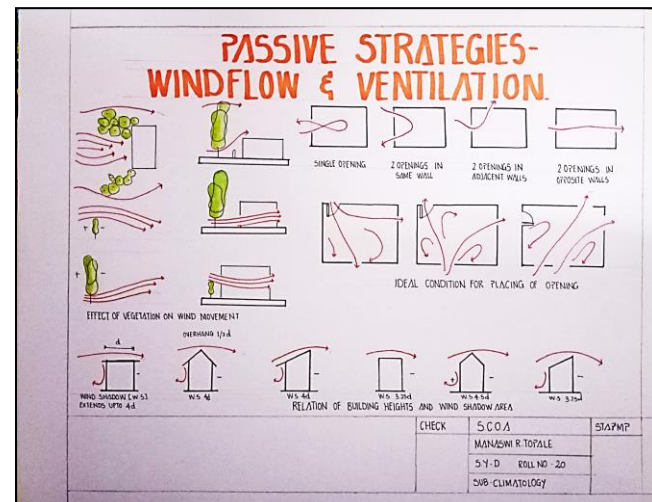 PASSIVE STRATEGIES-
WINDFLOW & VENTILATION.
SINGLE OPENING
2 OPENINGS IN
SAME WALL
2 OPENINGS IN
ADJACENT WALLS
2 OPENINGS IN
OPPOSITE WALLS
+ -
+ -
IDEAL CONDITION FOR PLACING OF OPENING
EFFECT OF VEGETATION ON WIND MOVEMENT
d
OVERHANG 1/2d
WIND SHADOW [W.S]
EXTENDS UPTO 4d
W.S 4d
W.S 4d
W.S 3.75d
W.S 4.5d
W.S 3.75d
RELATION OF BUILDING HEIGHTS AND WIND SHADOW AREA
CHECK
S.C.O.A
STAMP
MANASWI R. TOPALE
S.Y-D ROLL NO - 20
SUB-CLIMATOLOGY